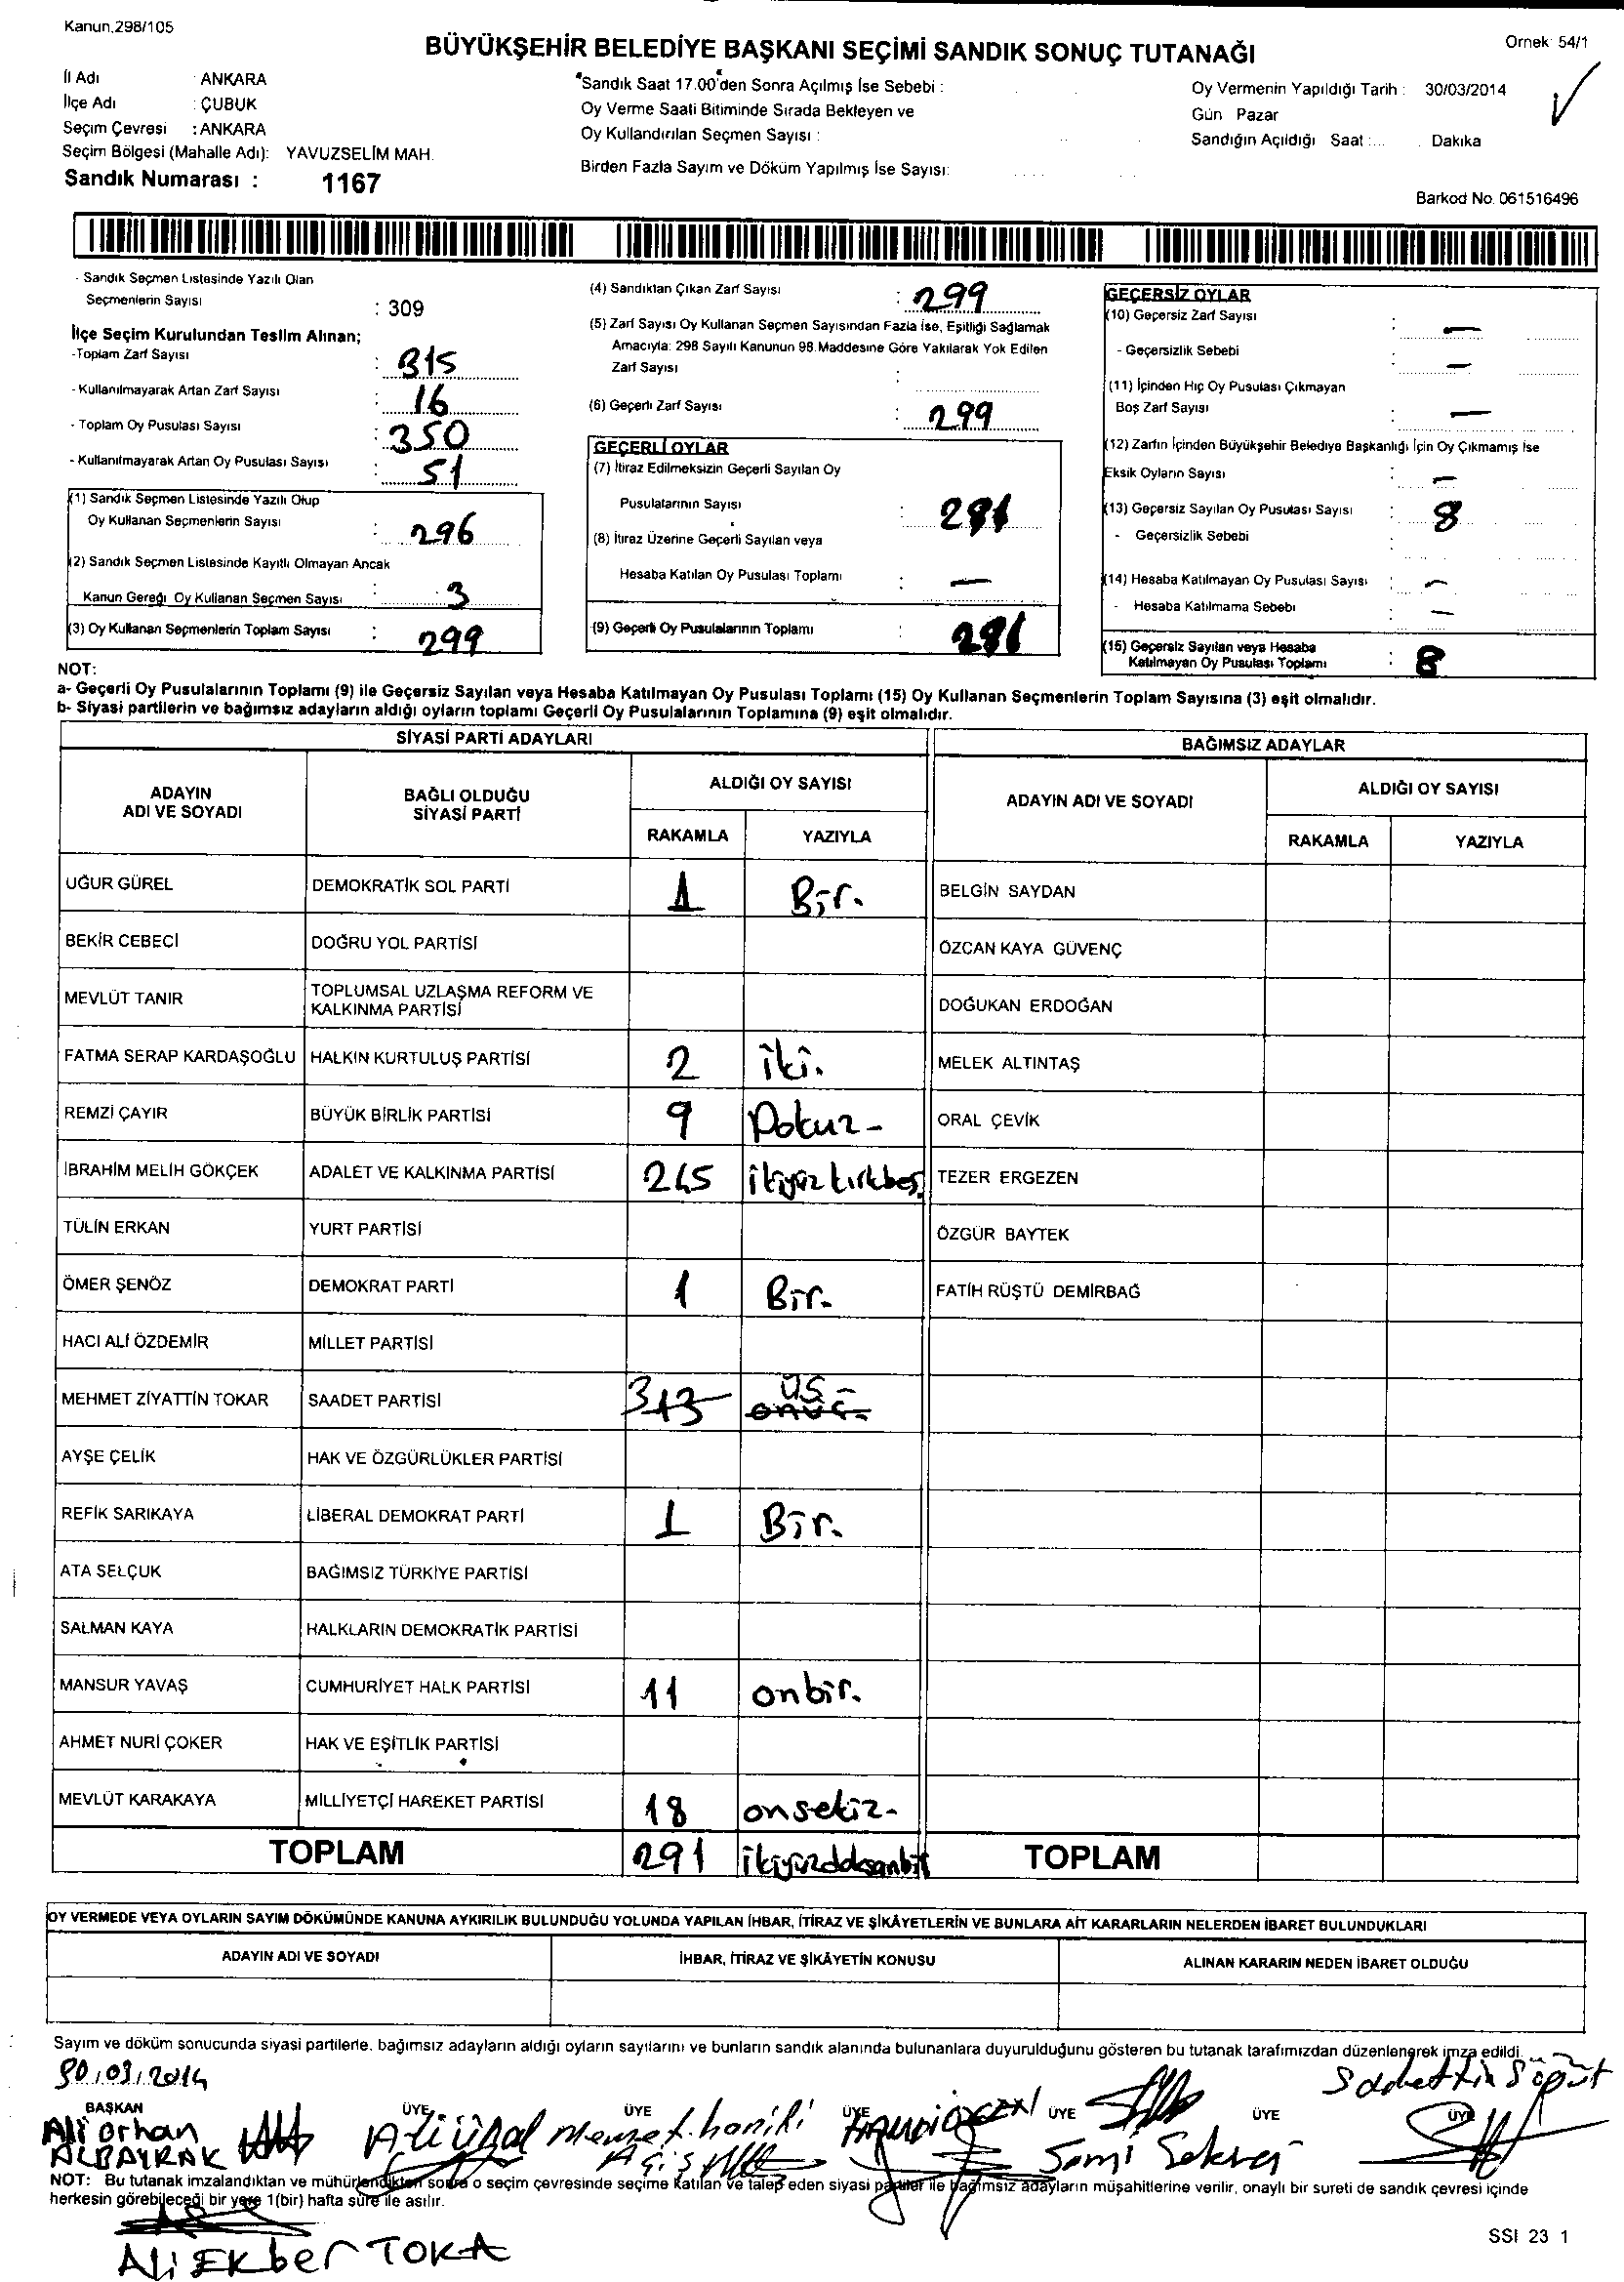 Kanun.298/105
Örnek 54/1
BÜYÜKŞEHİR BELEDİYE BAŞKANI SEÇİMİ SANDIK SONUÇ TUTANAĞI
İl Adı : ANKARA
İlçe Adı : ÇUBUK
Seçim Çevresi : ANKARA
Seçim Bölgesi (Mahalle Adı): YAVUZSELİM MAH.
Sandık Numarası : 1167
Sandık Saat 17.00'den Sonra Açılmış İse Sebebi :
Oy Verme Saati Bitiminde Sırada Bekleyen ve
Oy Kullandırılan Seçmen Sayısı :
Birden Fazla Sayım ve Döküm Yapılmış İse Sayısı:
Oy Vermenin Yapıldığı Tarih : 30/03/2014
Gün Pazar
Sandığın Açıldığı Saat :... Dakika
Barkod No. 061516496
- Sandık Seçmen Listesinde Yazılı Olan
Seçmenlerin Sayısı : 309
İlçe Seçim Kurulundan Teslim Alınan;
-Toplam Zarf Sayısı : 315
- Kullanılmayarak Artan Zarf Sayısı : 16
- Toplam Oy Pusulası Sayısı : 350
- Kullanılmayarak Artan Oy Pusulası Sayısı : 51
(1) Sandık Seçmen Listesinde Yazılı Olup
Oy Kullanan Seçmenlerin Sayısı : 296
(2) Sandık Seçmen Listesinde Kayıtlı Olmayan Ancak
Kanun Gereği Oy Kullanan Seçmen Sayısı : 3
(3) Oy Kullanan Seçmenlerin Toplam Sayısı : 299
(4) Sandıktan Çıkan Zarf Sayısı : 299
(5) Zarf Sayısı Oy Kullanan Seçmen Sayısından Fazla İse, Eşitliği Sağlamak
Amacıyla: 298 Sayılı Kanunun 98.Maddesine Göre Yakılarak Yok Edilen
Zarf Sayısı :
(6) Geçerli Zarf Sayısı : 299
GEÇERLİ OYLAR
(7) İtiraz Edilmeksizin Geçerli Sayılan Oy
Pusulalarının Sayısı :
(8) İtiraz Üzerine Geçerli Sayılan veya
Hesaba Katılan Oy Pusulası Toplamı : —
(9) Geçerli Oy Pusulalarının Toplamı :
GEÇERSİZ OYLAR
(10) Geçersiz Zarf Sayısı : —
- Geçersizlik Sebebi : —
(11) İçinden Hiç Oy Pusulası Çıkmayan
Boş Zarf Sayısı : —
(12) Zarfın İçinden Büyükşehir Belediye Başkanlığı İçin Oy Çıkmamış İse
Eksik Oyların Sayısı : —
(13) Geçersiz Sayılan Oy Pusulası Sayısı : 8
- Geçersizlik Sebebi :
(14) Hesaba Katılmayan Oy Pusulası Sayısı : —
- Hesaba Katılmama Sebebi : —
(15) Geçersiz Sayılan veya Hesaba
Katılmayan Oy Pusulası Toplamı : 8
NOT:
a- Geçerli Oy Pusulalarının Toplamı (9) ile Geçersiz Sayılan veya Hesaba Katılmayan Oy Pusulası Toplamı (15) Oy Kullanan Seçmenlerin Toplam Sayısına (3) eşit olmalıdır.
b- Siyasi partilerin ve bağımsız adayların aldığı oyların toplamı Geçerli Oy Pusulalarının Toplamına (9) eşit olmalıdır.
SİYASİ PARTİ ADAYLARI
ADAYIN ADI VE SOYADI BAĞLI OLDUĞU SİYASİ PARTİ ALDIĞI OY SAYISI
RAKAMLA YAZIYLA
UĞUR GÜREL DEMOKRATİK SOL PARTİ 1 Bir.
BEKİR CEBECİ DOĞRU YOL PARTİSİ
MEVLÜT TANIR TOPLUMSAL UZLAŞMA REFORM VE
KALKINMA PARTİSİ
FATMA SERAP KARDAŞOĞLU HALKIN KURTULUŞ PARTİSİ 2 iki.
REMZİ ÇAYIR BÜYÜK BİRLİK PARTİSİ 9 Dokuz-
İBRAHİM MELİH GÖKÇEK ADALET VE KALKINMA PARTİSİ 245 ikiyüz kırkbeş
TÜLİN ERKAN YURT PARTİSİ
ÖMER ŞENÖZ DEMOKRAT PARTİ 1 Bir-
HACI ALİ ÖZDEMİR MİLLET PARTİSİ
MEHMET ZİYATTİN TOKAR SAADET PARTİSİ 3 13 üç - onüç.
AYŞE ÇELİK HAK VE ÖZGÜRLÜKLER PARTİSİ
REFİK SARIKAYA LİBERAL DEMOKRAT PARTİ 1 Bir.
ATA SELÇUK BAĞIMSIZ TÜRKİYE PARTİSİ
SALMAN KAYA HALKLARIN DEMOKRATİK PARTİSİ
MANSUR YAVAŞ CUMHURİYET HALK PARTİSİ 11 onbir.
AHMET NURİ ÇOKER HAK VE EŞİTLİK PARTİSİ
MEVLÜT KARAKAYA MİLLİYETÇİ HAREKET PARTİSİ 18 onsekiz-
TOPLAM 291 ikiyüzdoksanbir
BAĞIMSIZ ADAYLAR
ADAYIN ADI VE SOYADI ALDIĞI OY SAYISI
RAKAMLA YAZIYLA
BELGİN SAYDAN
ÖZCAN KAYA GÜVENÇ
DOĞUKAN ERDOĞAN
MELEK ALTINTAŞ
ORAL ÇEVİK
TEZER ERGEZEN
ÖZGÜR BAYTEK
FATİH RÜŞTÜ DEMİRBAĞ
TOPLAM
OY VERMEDE VEYA OYLARIN SAYIM DÖKÜMÜNDE KANUNA AYKIRILIK BULUNDUĞU YOLUNDA YAPILAN İHBAR, İTİRAZ VE ŞİKÂYETLERİN VE BUNLARA AİT KARARLARIN NELERDEN İBARET BULUNDUKLARI
ADAYIN ADI VE SOYADI İHBAR, İTİRAZ VE ŞİKÂYETİN KONUSU ALINAN KARARIN NEDEN İBARET OLDUĞU
Sayım ve döküm sonucunda siyasi partilerle, bağımsız adayların aldığı oyların sayılarını ve bunların sandık alanında bulunanlara duyurulduğunu gösteren bu tutanak tarafımızdan düzenlenerek imza edildi.
30.03.2014
BAŞKAN ÜYE ÜYE ÜYE ÜYE ÜYE ÜYE
Ali orhan
ALBAYRAK
Ali ünal
Sami
NOT: Bu tutanak imzalandıktan ve mühürlendikten sonra o seçim çevresinde seçime katılan ve talep eden siyasi partiler ile bağımsız adayların müşahitlerine verilir, onaylı bir sureti de sandık çevresi içinde
herkesin görebileceği bir yere 1(bir) hafta süre ile asılır.
Ali EKber TOKA
SSI 23 1